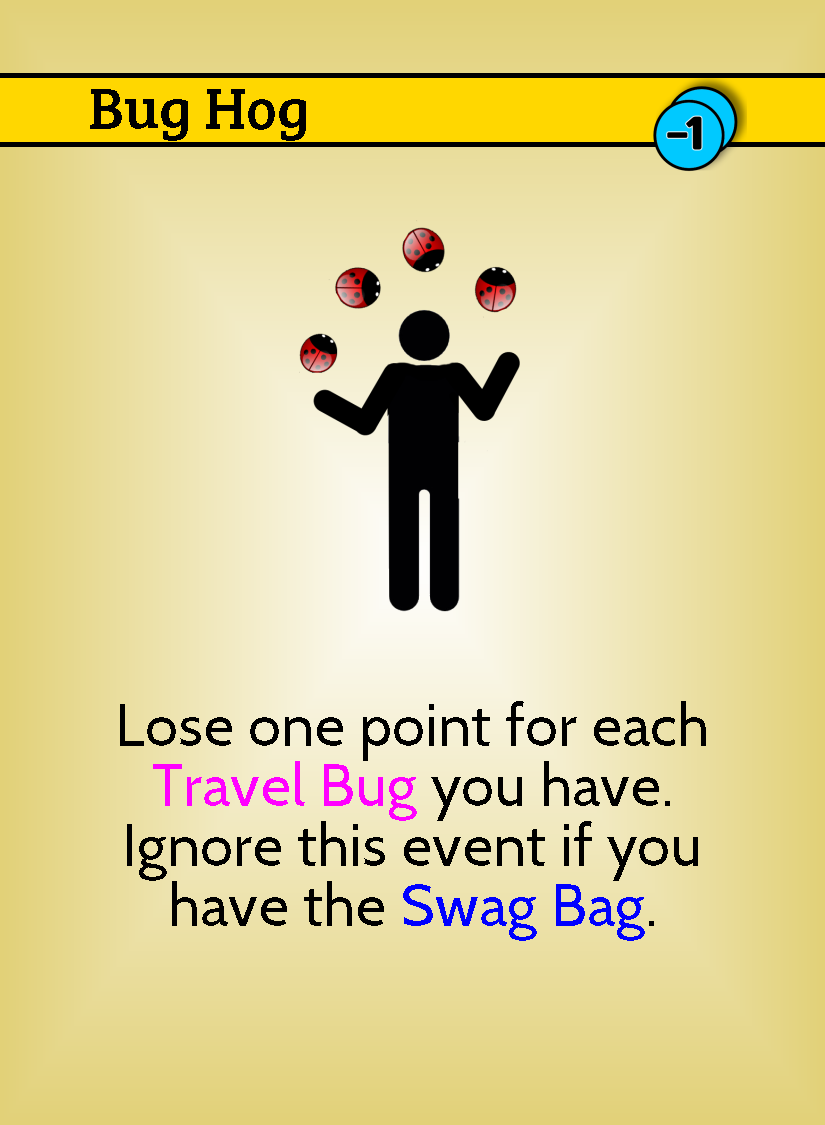 Bug Hog
-1
Lose one point for each
Travel Bug you have.
Ignore this event if you
have the Swag Bag.